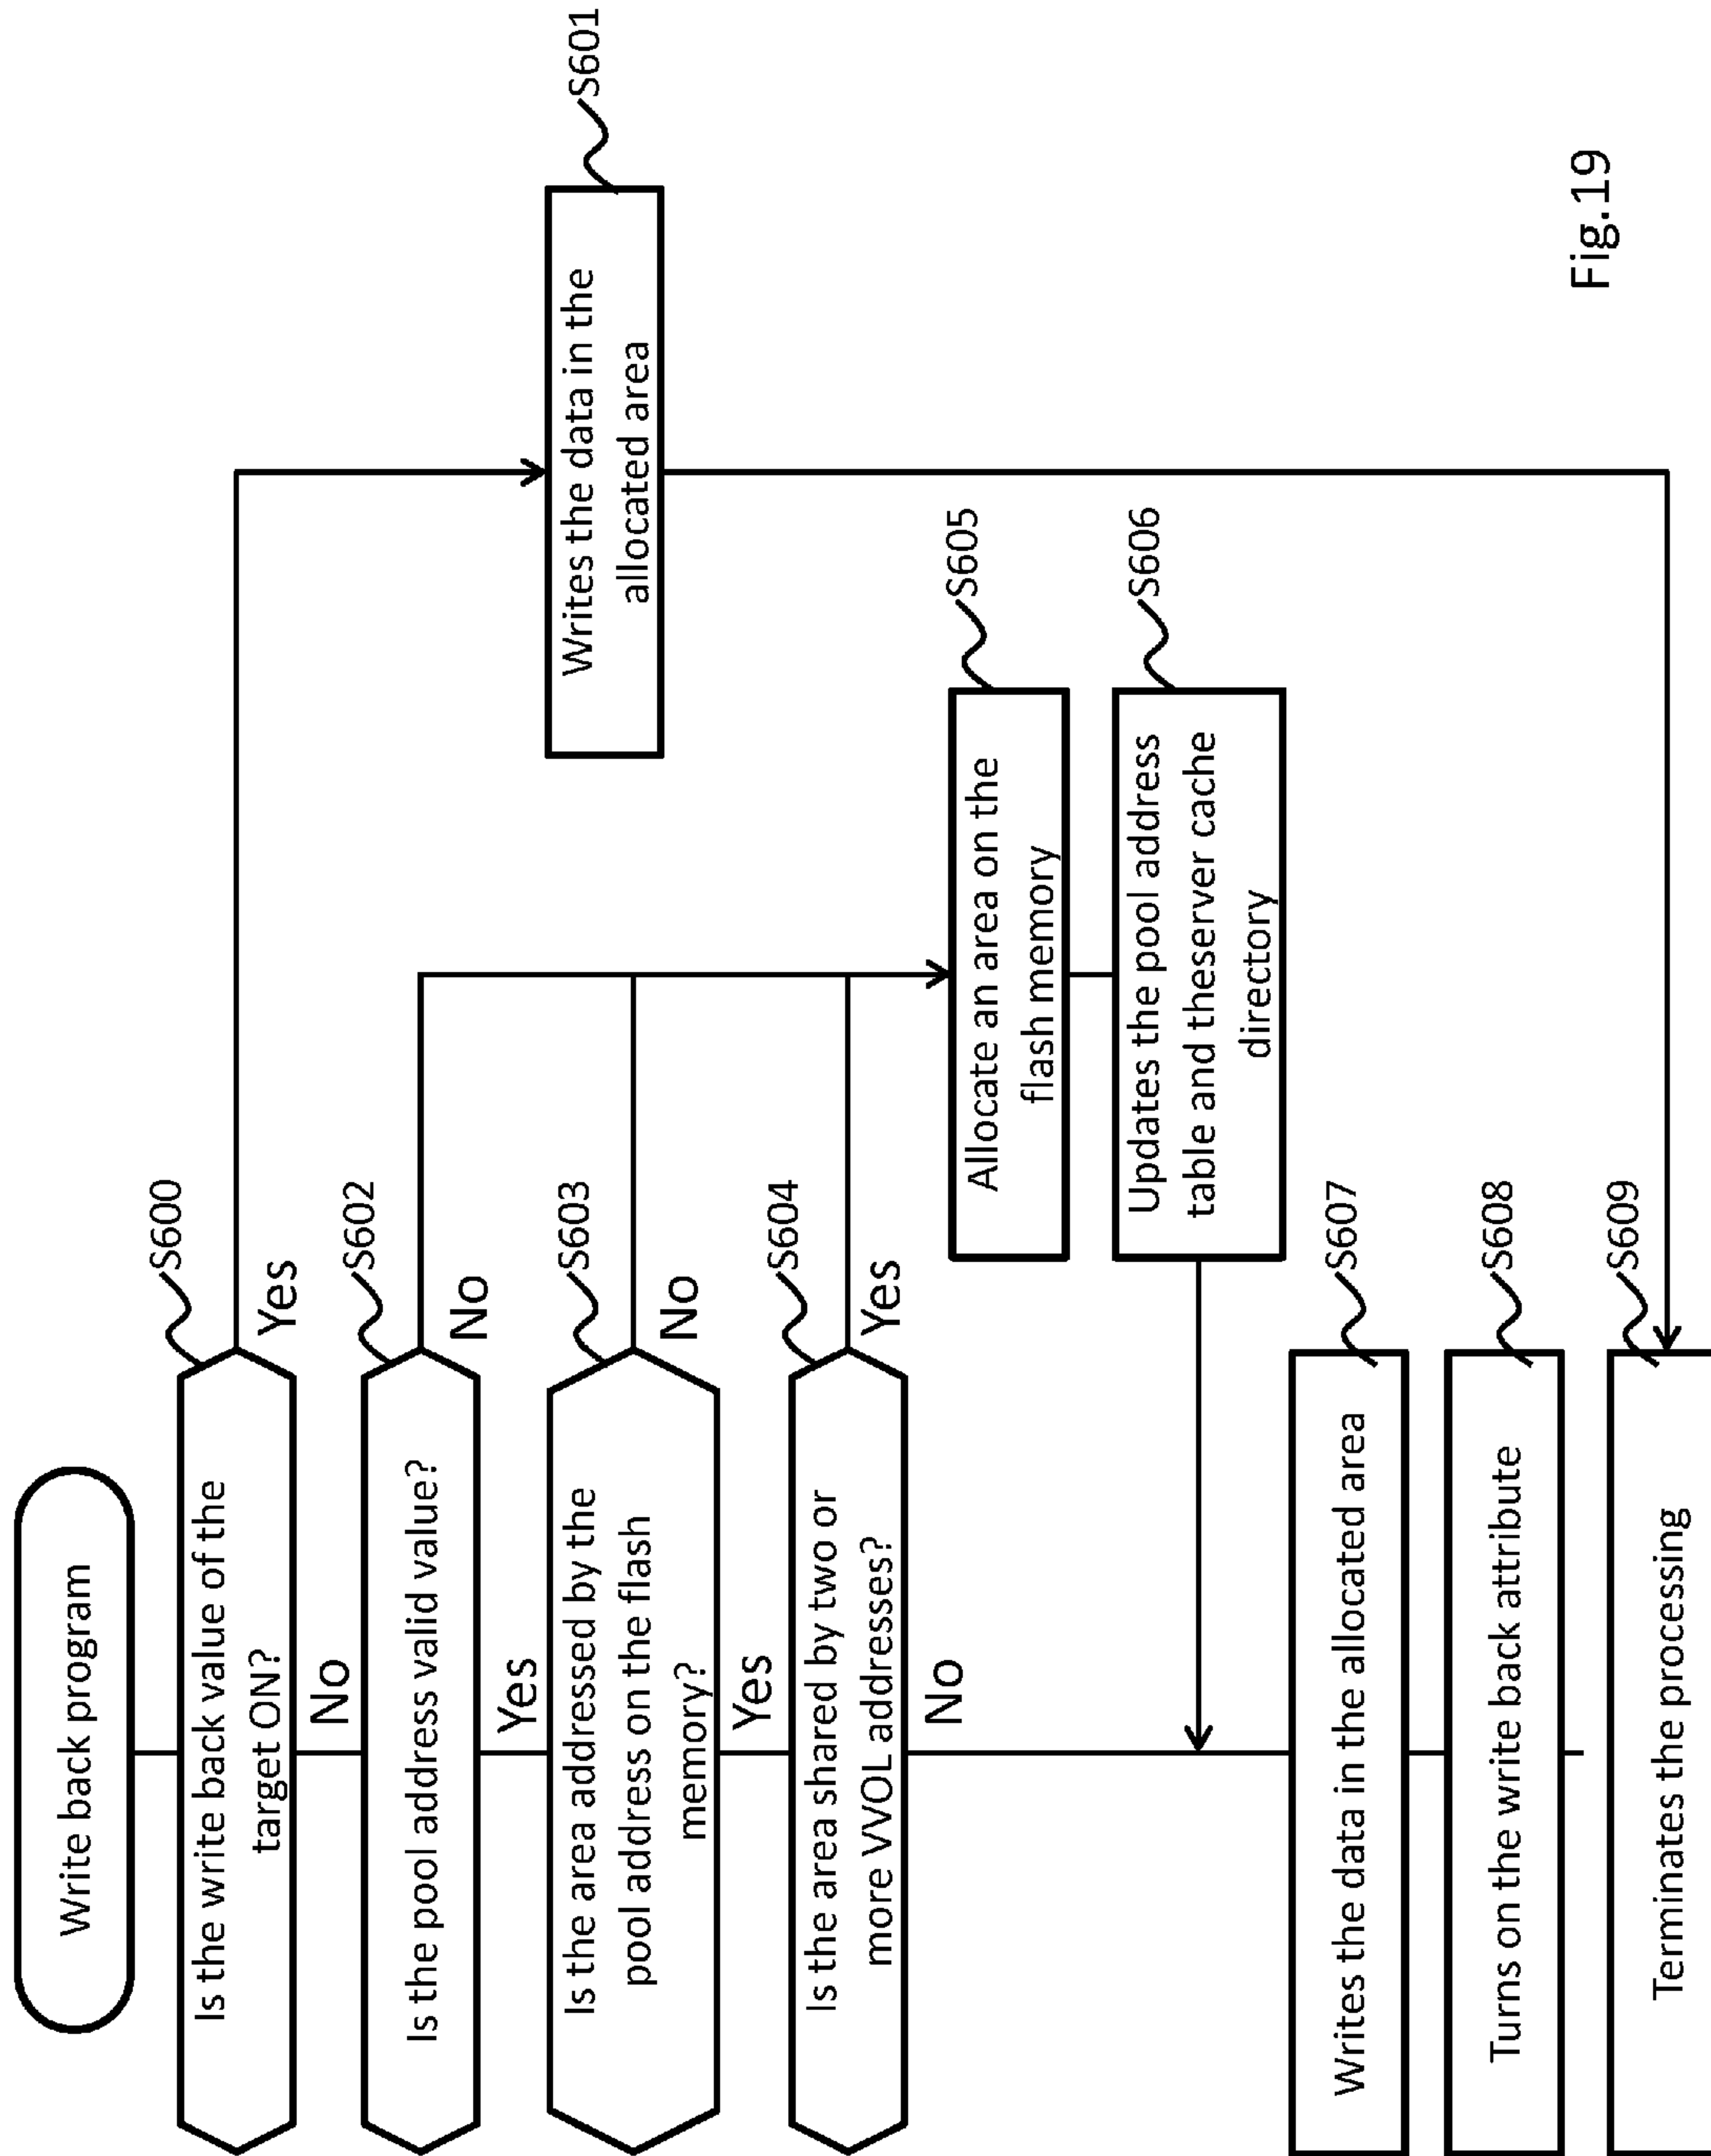 Write back program
S600
Is the write back value of the
target ON?
Yes
No
S601
Writes the data in the
allocated area
S602
Is the pool address valid value?
No
Yes
S603
Is the area addressed by the
pool address on the flash
memory?
No
Yes
S604
Is the area shared by two or
more VVOL addresses?
Yes
No
S605
Allocate an area on the
flash memory
S606
Updates the pool address
table and theserver cache
directory
S607
Writes the data in the allocated area
S608
Turns on the write back attribute
S609
Terminates the processing
Fig.19